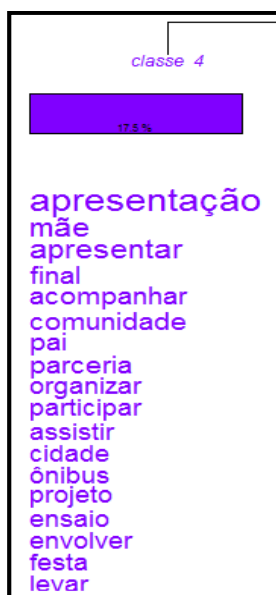 classe 4
17.5 %
apresentação
mãe
apresentar
final
acompanhar
comunidade
pai
parceria
organizar
participar
assistir
cidade
ônibus
projeto
ensaio
envolver
festa
levar